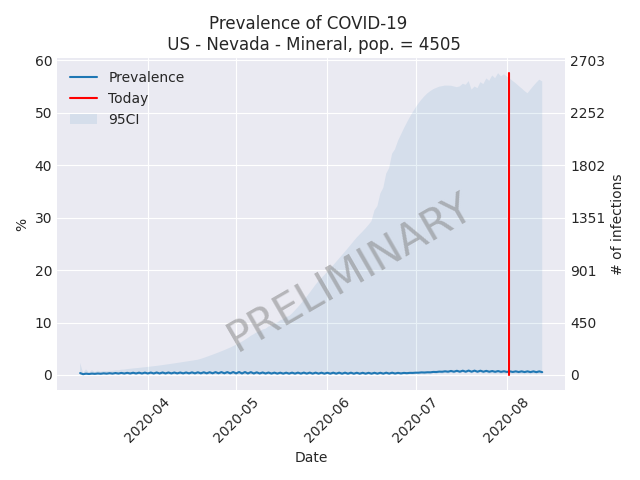 Prevalence of COVID-19
US - Nevada - Mineral, pop. = 4505
Prevalence
Today
95CI
60
50
40
30
20
10
0
%
2703
2252
1802
1351
901
450
0
# of infections
PRELIMINARY
2020-04
2020-05
2020-06
2020-07
2020-08
Date